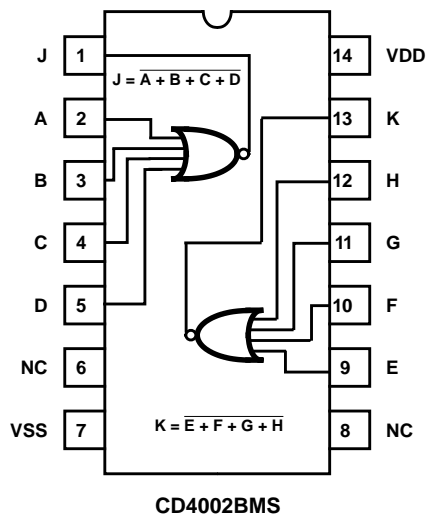 J 1
J = A + B + C + D
14 VDD
A 2
13 K
B 3
12 H
C 4
11 G
D 5
10 F
NC 6
9 E
VSS 7
K = E + F + G + H
8 NC
CD4002BMS